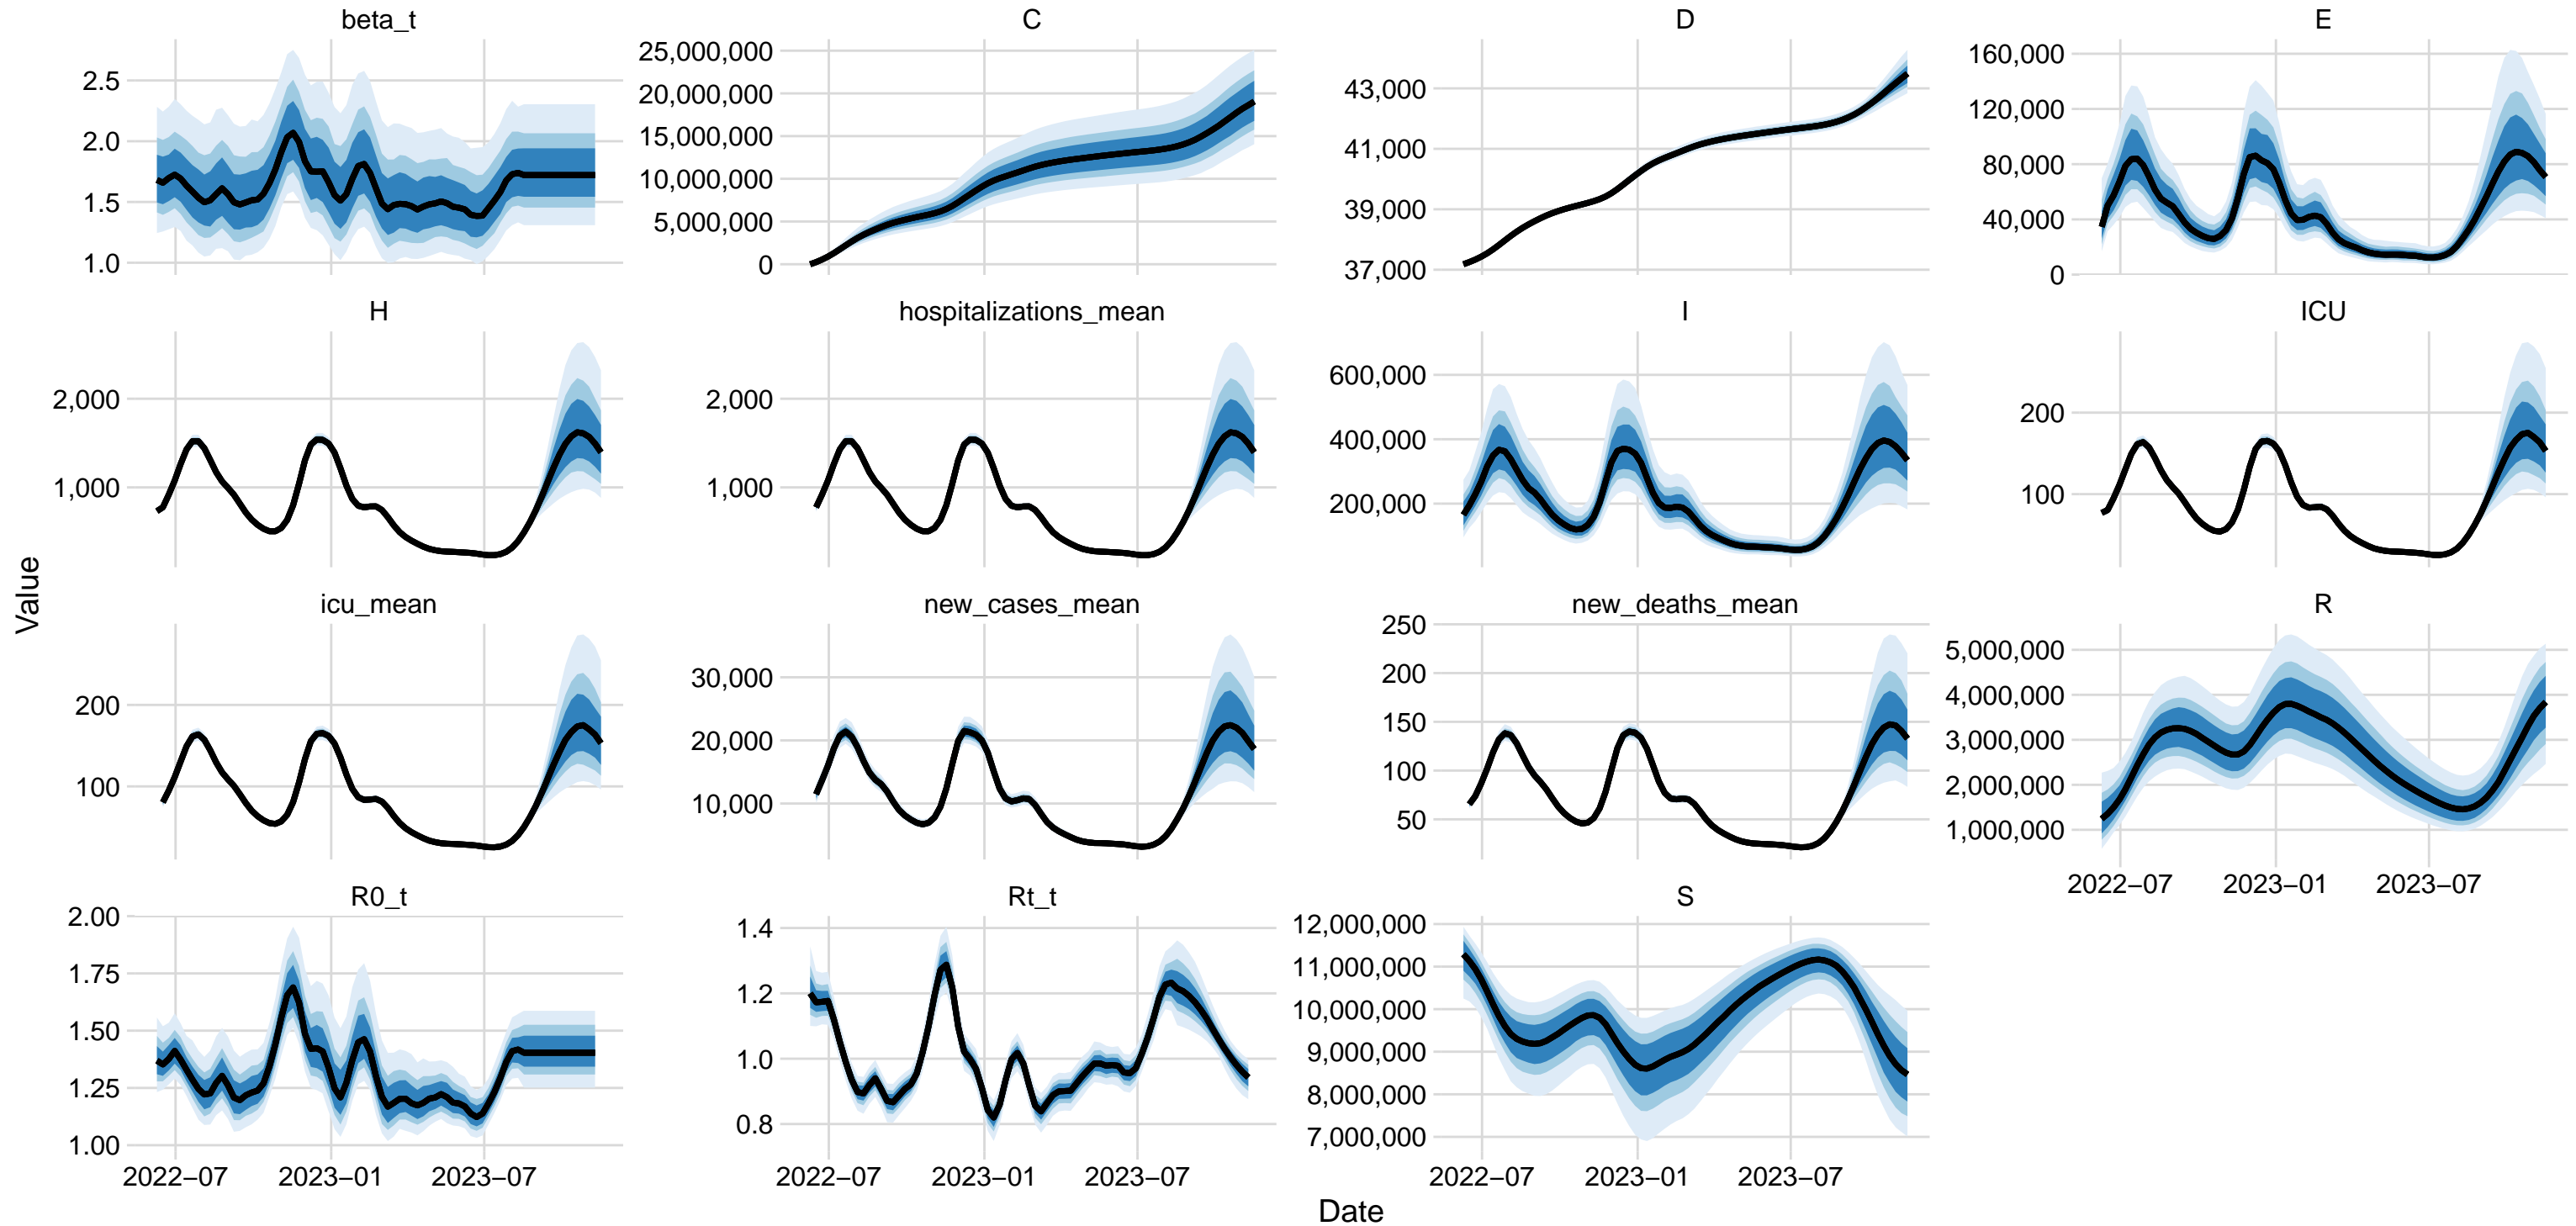 beta_t
C
D
E
2.5
2.0
1.5
1.0
25,000,000
20,000,000
15,000,000
10,000,000
5,000,000
0
43,000
41,000
39,000
37,000
160,000
120,000
80,000
40,000
0
H
hospitalizations_mean
I
ICU
2,000
1,000
2,000
1,000
600,000
400,000
200,000
200
100
icu_mean
new_cases_mean
new_deaths_mean
R
200
100
30,000
20,000
10,000
250
200
150
100
50
5,000,000
4,000,000
3,000,000
2,000,000
1,000,000
2022−07 2023−01 2023−07
R0_t
Rt_t
S
2.00
1.75
1.50
1.25
1.00
1.4
1.2
1.0
0.8
12,000,000
11,000,000
10,000,000
9,000,000
8,000,000
7,000,000
2022−07 2023−01 2023−07
2022−07 2023−01 2023−07
2022−07 2023−01 2023−07
Value
Date